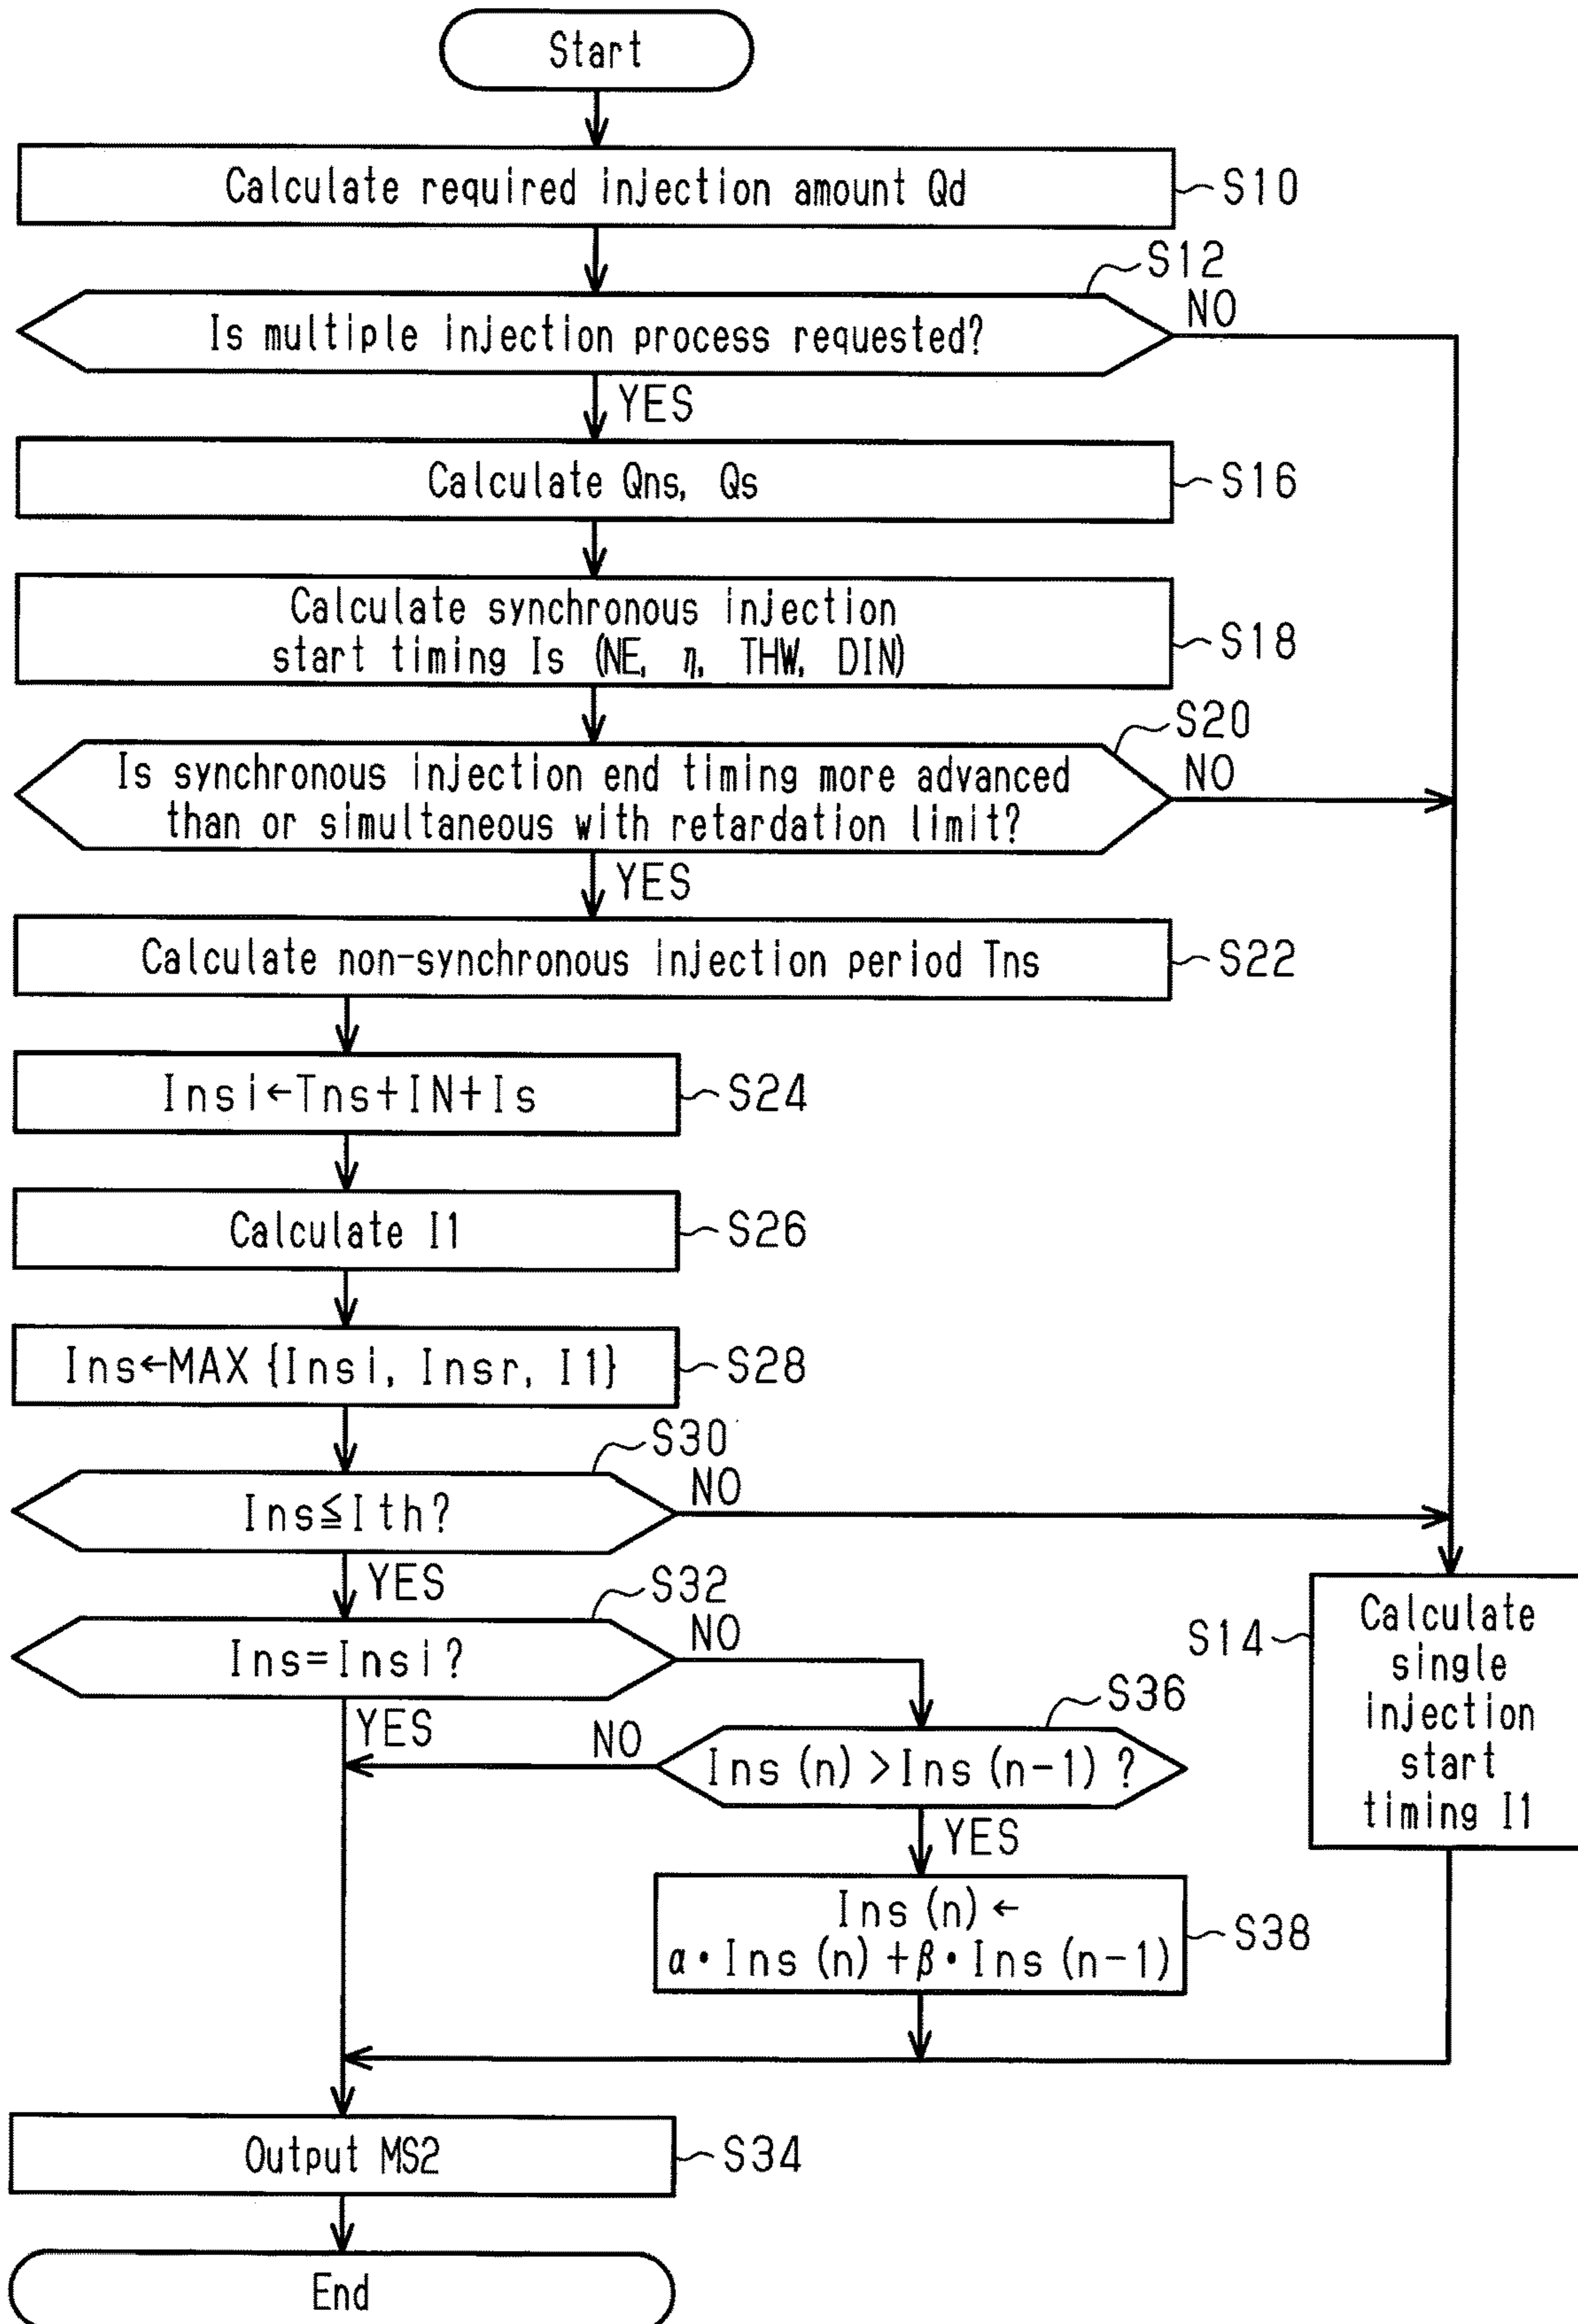 Start
Calculate required injection amount Qd
S10
S12
Is multiple injection process requested?
NO
YES
Calculate Qns, Qs
S16
Calculate synchronous injection
start timing Is (NE, η, THW, DIN)
S18
S20
Is synchronous injection end timing more advanced
than or simultaneous with retardation limit?
NO
YES
Calculate non-synchronous injection period Tns
S22
Insi←Tns+IN+Is
S24
Calculate I1
S26
Ins←MAX {Insi, Insr, I1}
S28
S30
Ins≦Ith?
NO
YES
S32
Ins=Insi?
NO
YES
S36
Ins (n) >Ins (n-1) ?
NO
YES
Ins (n) ←
α·Ins (n) +β·Ins (n-1)
S38
S14
Calculate
single
injection
start
timing I1
Output MS2
S34
End